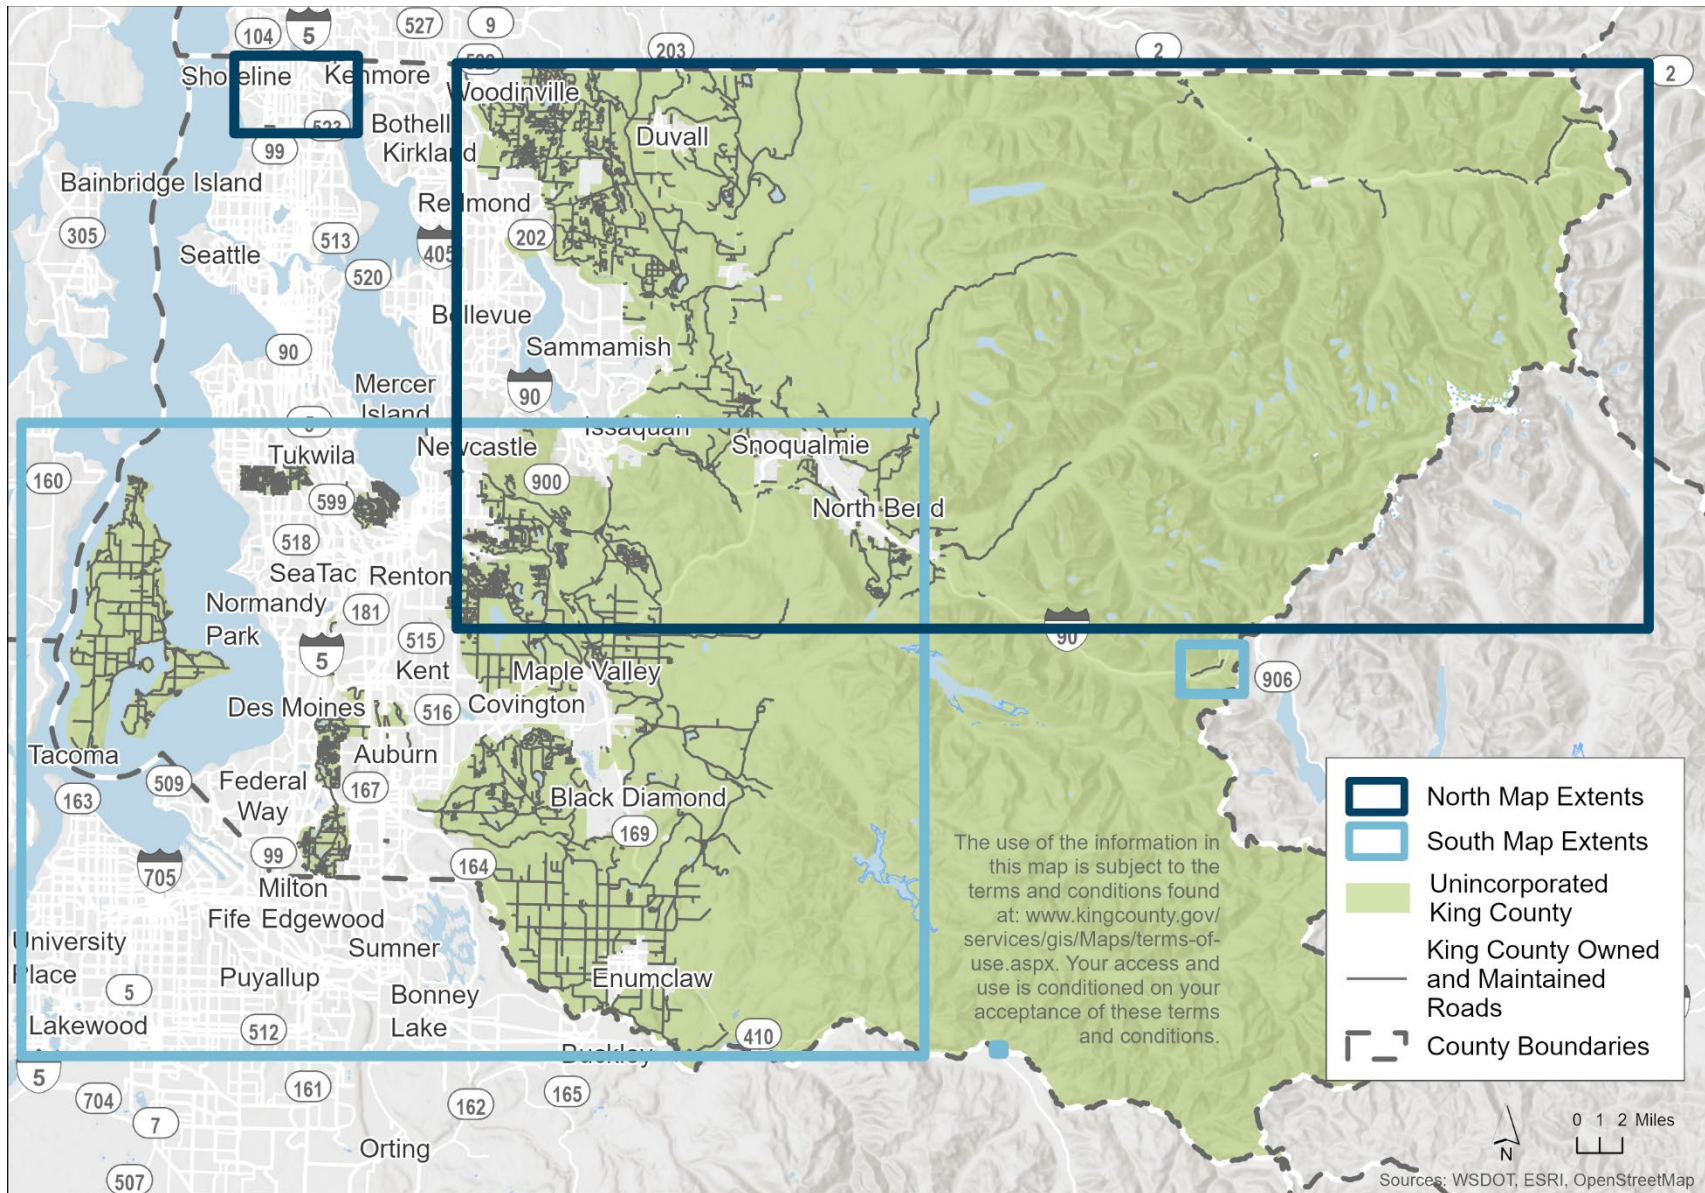 104
5
527
9
203
2
2
Shoreline
Kenmore
522
Woodinville
523
Bothell
Duvall
99
Kirkland
Bainbridge Island
Redmond
305
513
405
202
Seattle
520
Bellevue
90
Sammamish
Mercer
Island
90
5
Issaquah
Newcastle
Snoqualmie
Tukwila
160
900
599
North Bend
518
SeaTac
Renton
Normandy
Park
181
515
90
5
Kent
Maple Valley
906
Des Moines
516
Covington
Tacoma
Auburn
509
Federal
Way
167
163
Black Diamond
169
99
164
705
Milton
Fife
Edgewood
Sumner
University
Place
Puyallup
Enumclaw
5
Bonney
Lake
Lakewood
512
410
Buckley
5
161
165
704
162
7
Orting
507
The use of the information in
this map is subject to the
terms and conditions found
at: www.kingcounty.gov/
services/gis/Maps/terms-of-
use.aspx. Your access and
use is conditioned on your
acceptance of these terms
and conditions.
North Map Extents
South Map Extents
Unincorporated
King County
King County Owned
and Maintained
Roads
County Boundaries
N
0 1 2 Miles
Sources: WSDOT, ESRI, OpenStreetMap